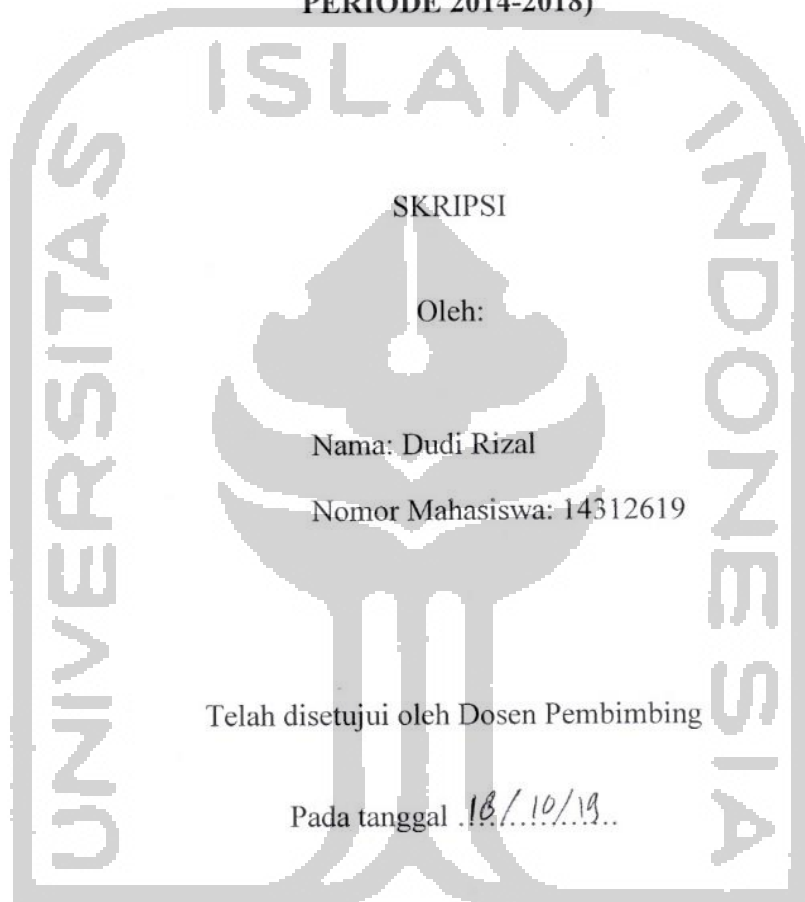 PERIODE 2014-2018)
UNIVERSITAS ISLAM INDONESIA
SKRIPSI
Oleh:
Nama: Dudi Rizal
Nomor Mahasiswa: 14312619
Telah disetujui oleh Dosen Pembimbing
Pada tanggal .18/10/19..